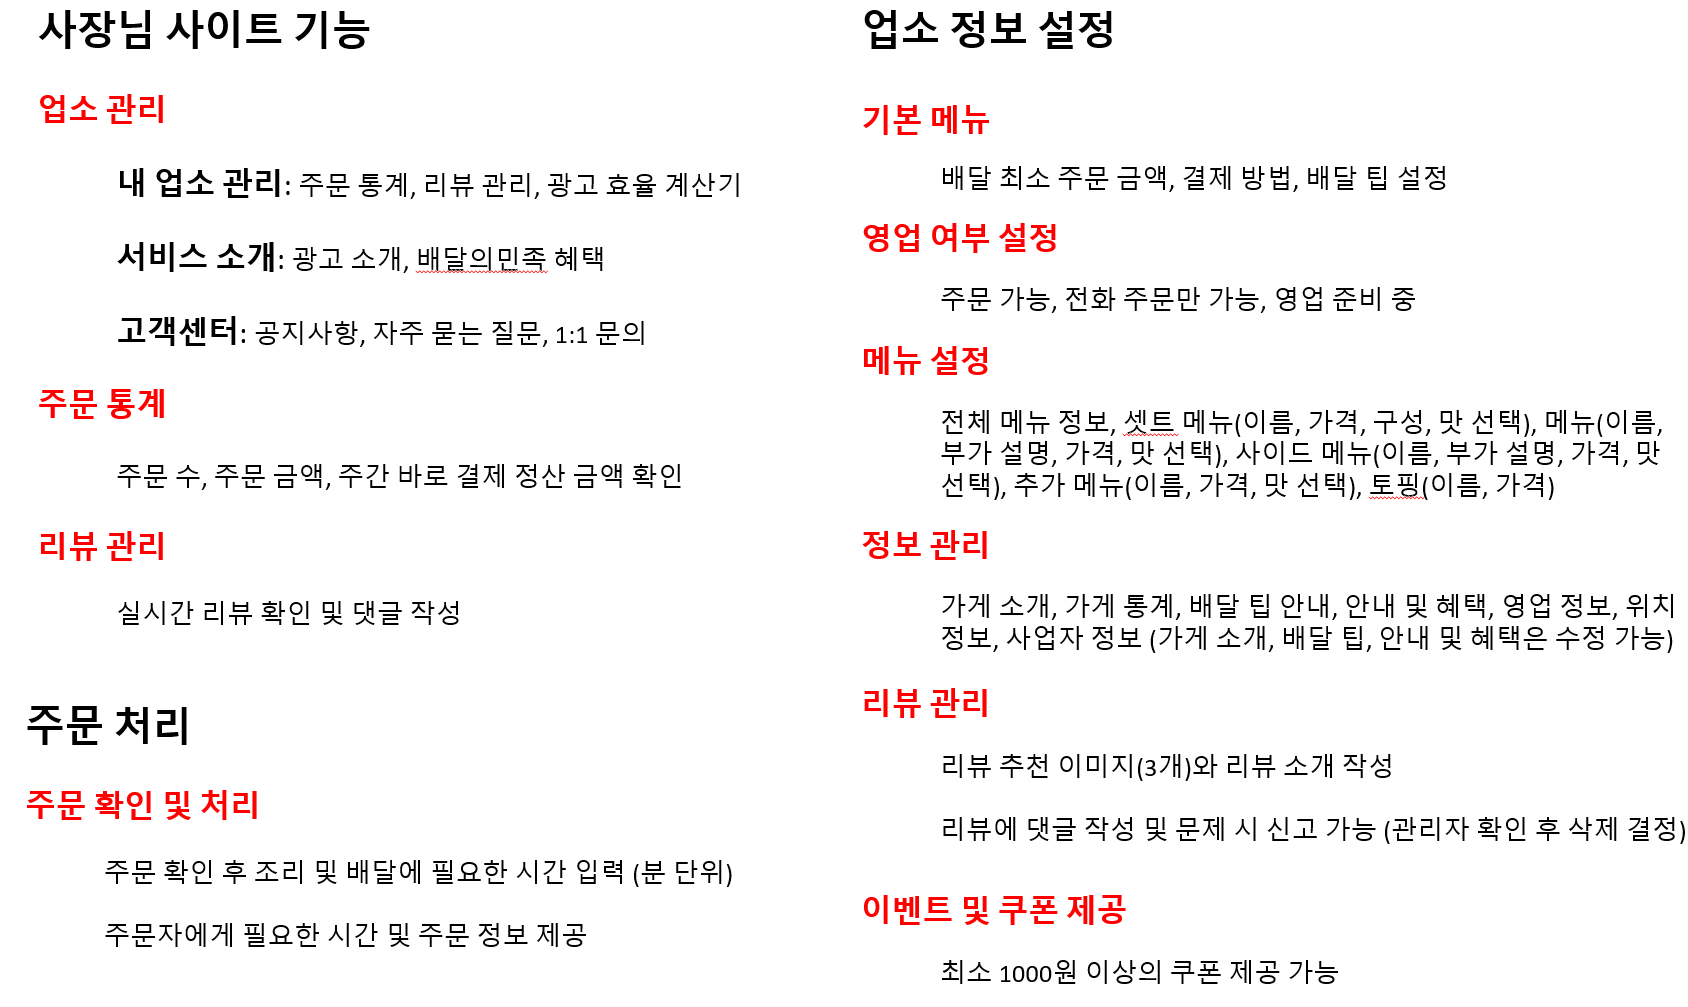 사장님 사이트 기능
업소 관리
내 업소 관리: 주문 통계, 리뷰 관리, 광고 효율 계산기
서비스 소개: 광고 소개, 배달의민족 혜택
고객센터: 공지사항, 자주 묻는 질문, 1:1 문의
주문 통계
주문 수, 주문 금액, 주간 바로 결제 정산 금액 확인
리뷰 관리
실시간 리뷰 확인 및 댓글 작성
주문 처리
주문 확인 및 처리
주문 확인 후 조리 및 배달에 필요한 시간 입력 (분 단위)
주문자에게 필요한 시간 및 주문 정보 제공
업소 정보 설정
기본 메뉴
배달 최소 주문 금액, 결제 방법, 배달 팁 설정
영업 여부 설정
주문 가능, 전화 주문만 가능, 영업 준비 중
메뉴 설정
전체 메뉴 정보, 셋트 메뉴(이름, 가격, 구성, 맛 선택), 메뉴(이름,
부가 설명, 가격, 맛 선택), 사이드 메뉴(이름, 부가 설명, 가격, 맛
선택), 추가 메뉴(이름, 가격, 맛 선택), 토핑(이름, 가격)
정보 관리
가게 소개, 가게 통계, 배달 팁 안내, 안내 및 혜택, 영업 정보, 위치
정보, 사업자 정보 (가게 소개, 배달 팁, 안내 및 혜택은 수정 가능)
리뷰 관리
리뷰 추천 이미지(3개)와 리뷰 소개 작성
리뷰에 댓글 작성 및 문제 시 신고 가능 (관리자 확인 후 삭제 결정)
이벤트 및 쿠폰 제공
최소 1000원 이상의 쿠폰 제공 가능